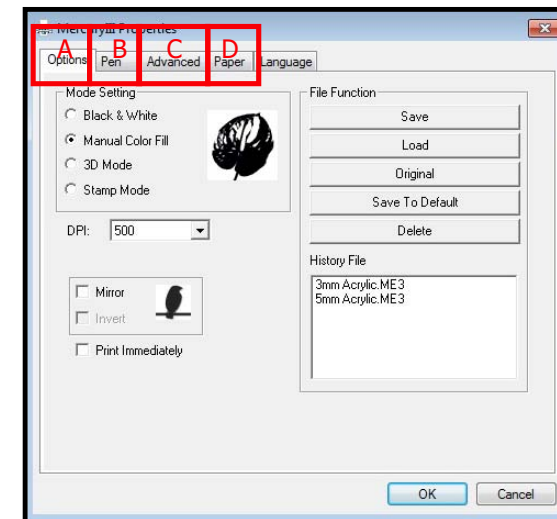 MercuryIII Properties
A B C D
Options Pen Advanced Paper Language
Mode Setting
Black & White
Manual Color Fill
3D Mode
Stamp Mode
DPI: 500
Mirror
Invert
Print Immediately
File Function
Save
Load
Original
Save To Default
Delete
History File
3mm Acrylic.ME3
5mm Acrylic.ME3
OK Cancel